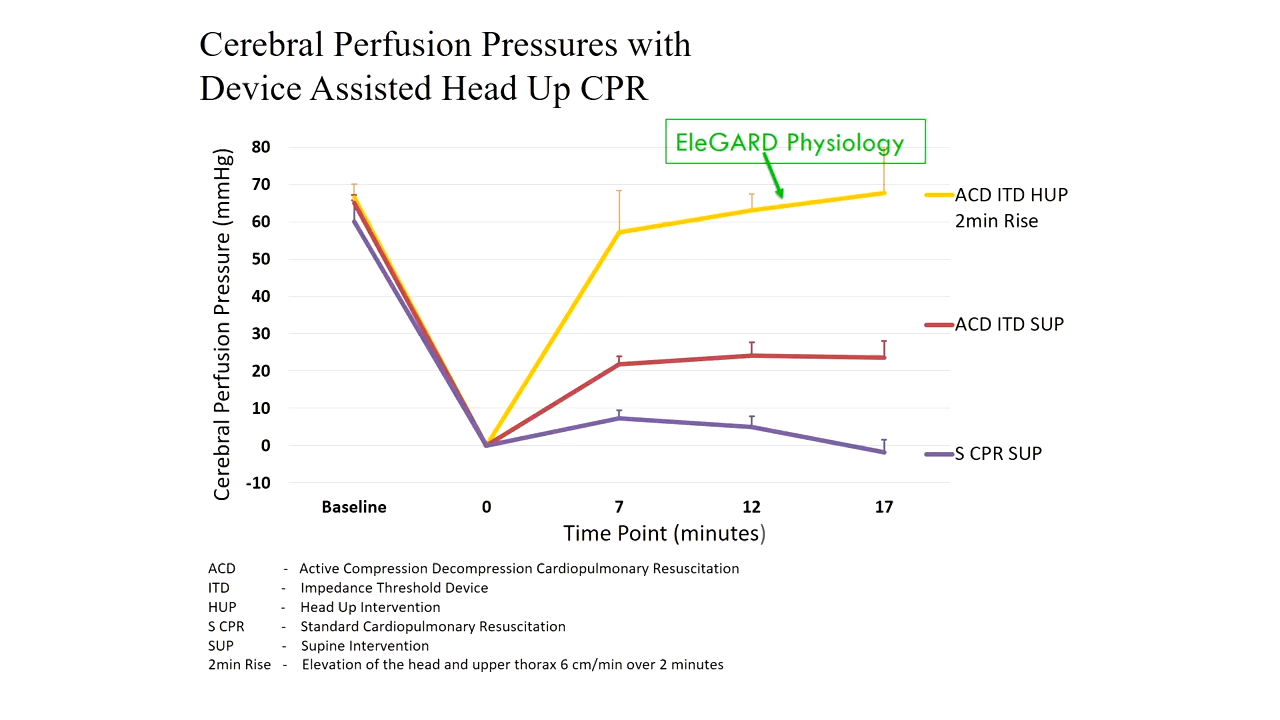 Cerebral Perfusion Pressures with
Device Assisted Head Up CPR
EleGARD Physiology
Cerebral Perfusion Pressure (mmHg)
80
70
60
50
40
30
20
10
0
-10
Baseline 0 7 12 17
Time Point (minutes)
ACD ITD HUP
2min Rise
ACD ITD SUP
S CPR SUP
ACD - Active Compression Decompression Cardiopulmonary Resuscitation
ITD - Impedance Threshold Device
HUP - Head Up Intervention
S CPR - Standard Cardiopulmonary Resuscitation
SUP - Supine Intervention
2min Rise - Elevation of the head and upper thorax 6 cm/min over 2 minutes